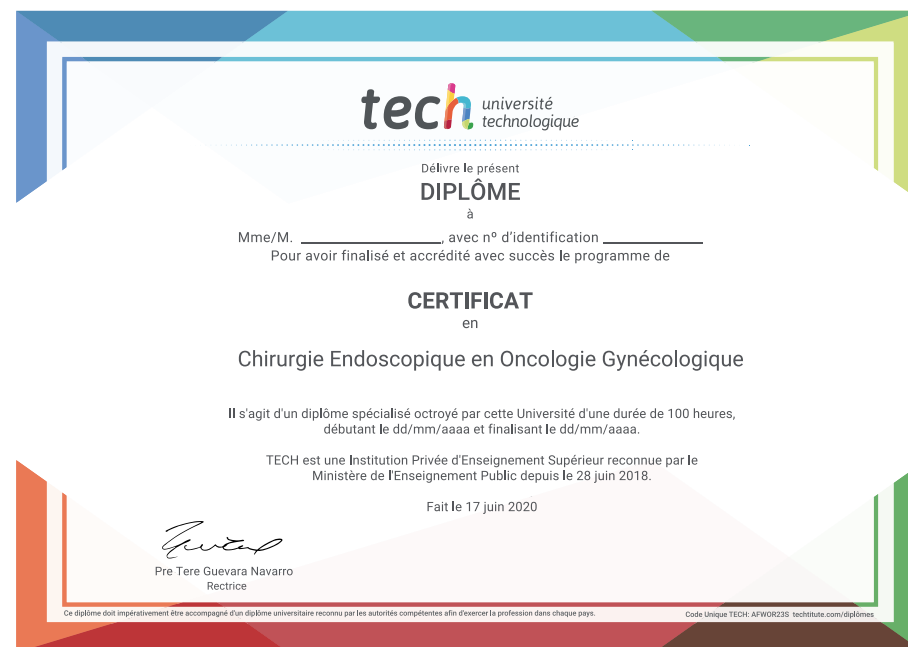 tech université
technologique
Délivre le présent
DIPLÔME
à
Mme/M. ____________________, avec nº d'identification ______________
Pour avoir finalisé et accrédité avec succès le programme de
CERTIFICAT
en
Chirurgie Endoscopique en Oncologie Gynécologique
Il s'agit d'un diplôme spécialisé octroyé par cette Université d'une durée de 100 heures,
débutant le dd/mm/aaaa et finalisant le dd/mm/aaaa.
TECH est une Institution Privée d'Enseignement Supérieur reconnue par le
Ministère de l'Enseignement Public depuis le 28 juin 2018.
Fait le 17 juin 2020
Pre Tere Guevara Navarro
Rectrice
Ce diplôme doit impérativement être accompagné d'un diplôme universitaire reconnu par les autorités compétentes afin d'exercer la profession dans chaque pays.
Code Unique TECH: AFWOR23S techtitute.com/diplômes